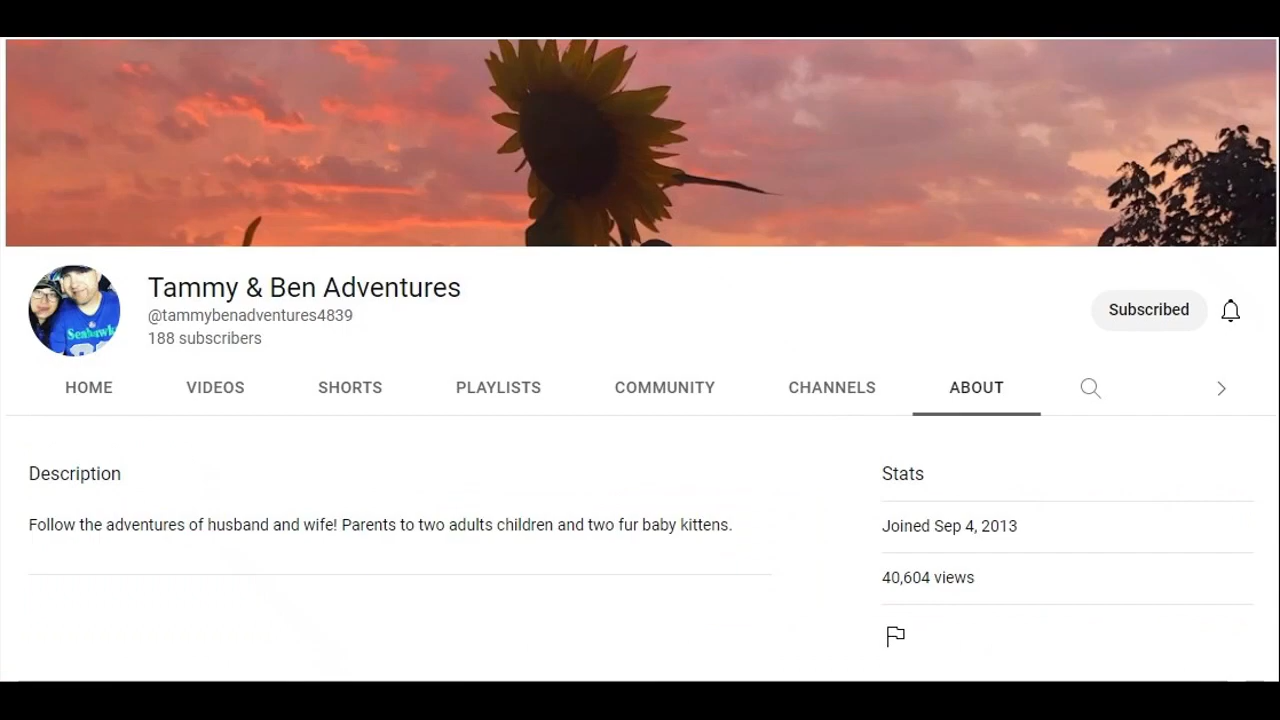 Tammy & Ben Adventures
@tammybenadventures4839
188 subscribers
Subscribed
Seahawks
HOME VIDEOS SHORTS PLAYLISTS COMMUNITY CHANNELS ABOUT
Description
Follow the adventures of husband and wife! Parents to two adults children and two fur baby kittens.
Stats
Joined Sep 4, 2013
40,604 views